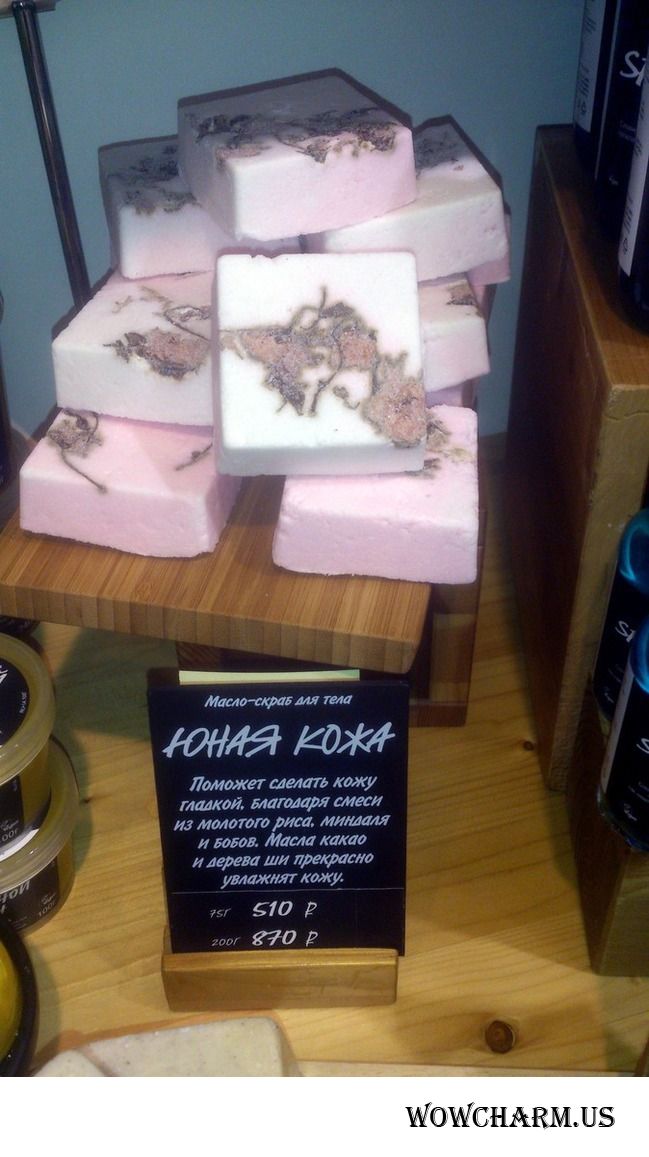 Масло-скраб для тела
ЮНАЯ КОЖА
Поможет сделать кожу
гладкой, благодаря смеси
из молотого риса, миндаля
и бобов. Масла какао
и дерева ши прекрасно
увлажнят кожу.
75Г 510 ₽
200Г 870 ₽
100г
WOWCHARM.US